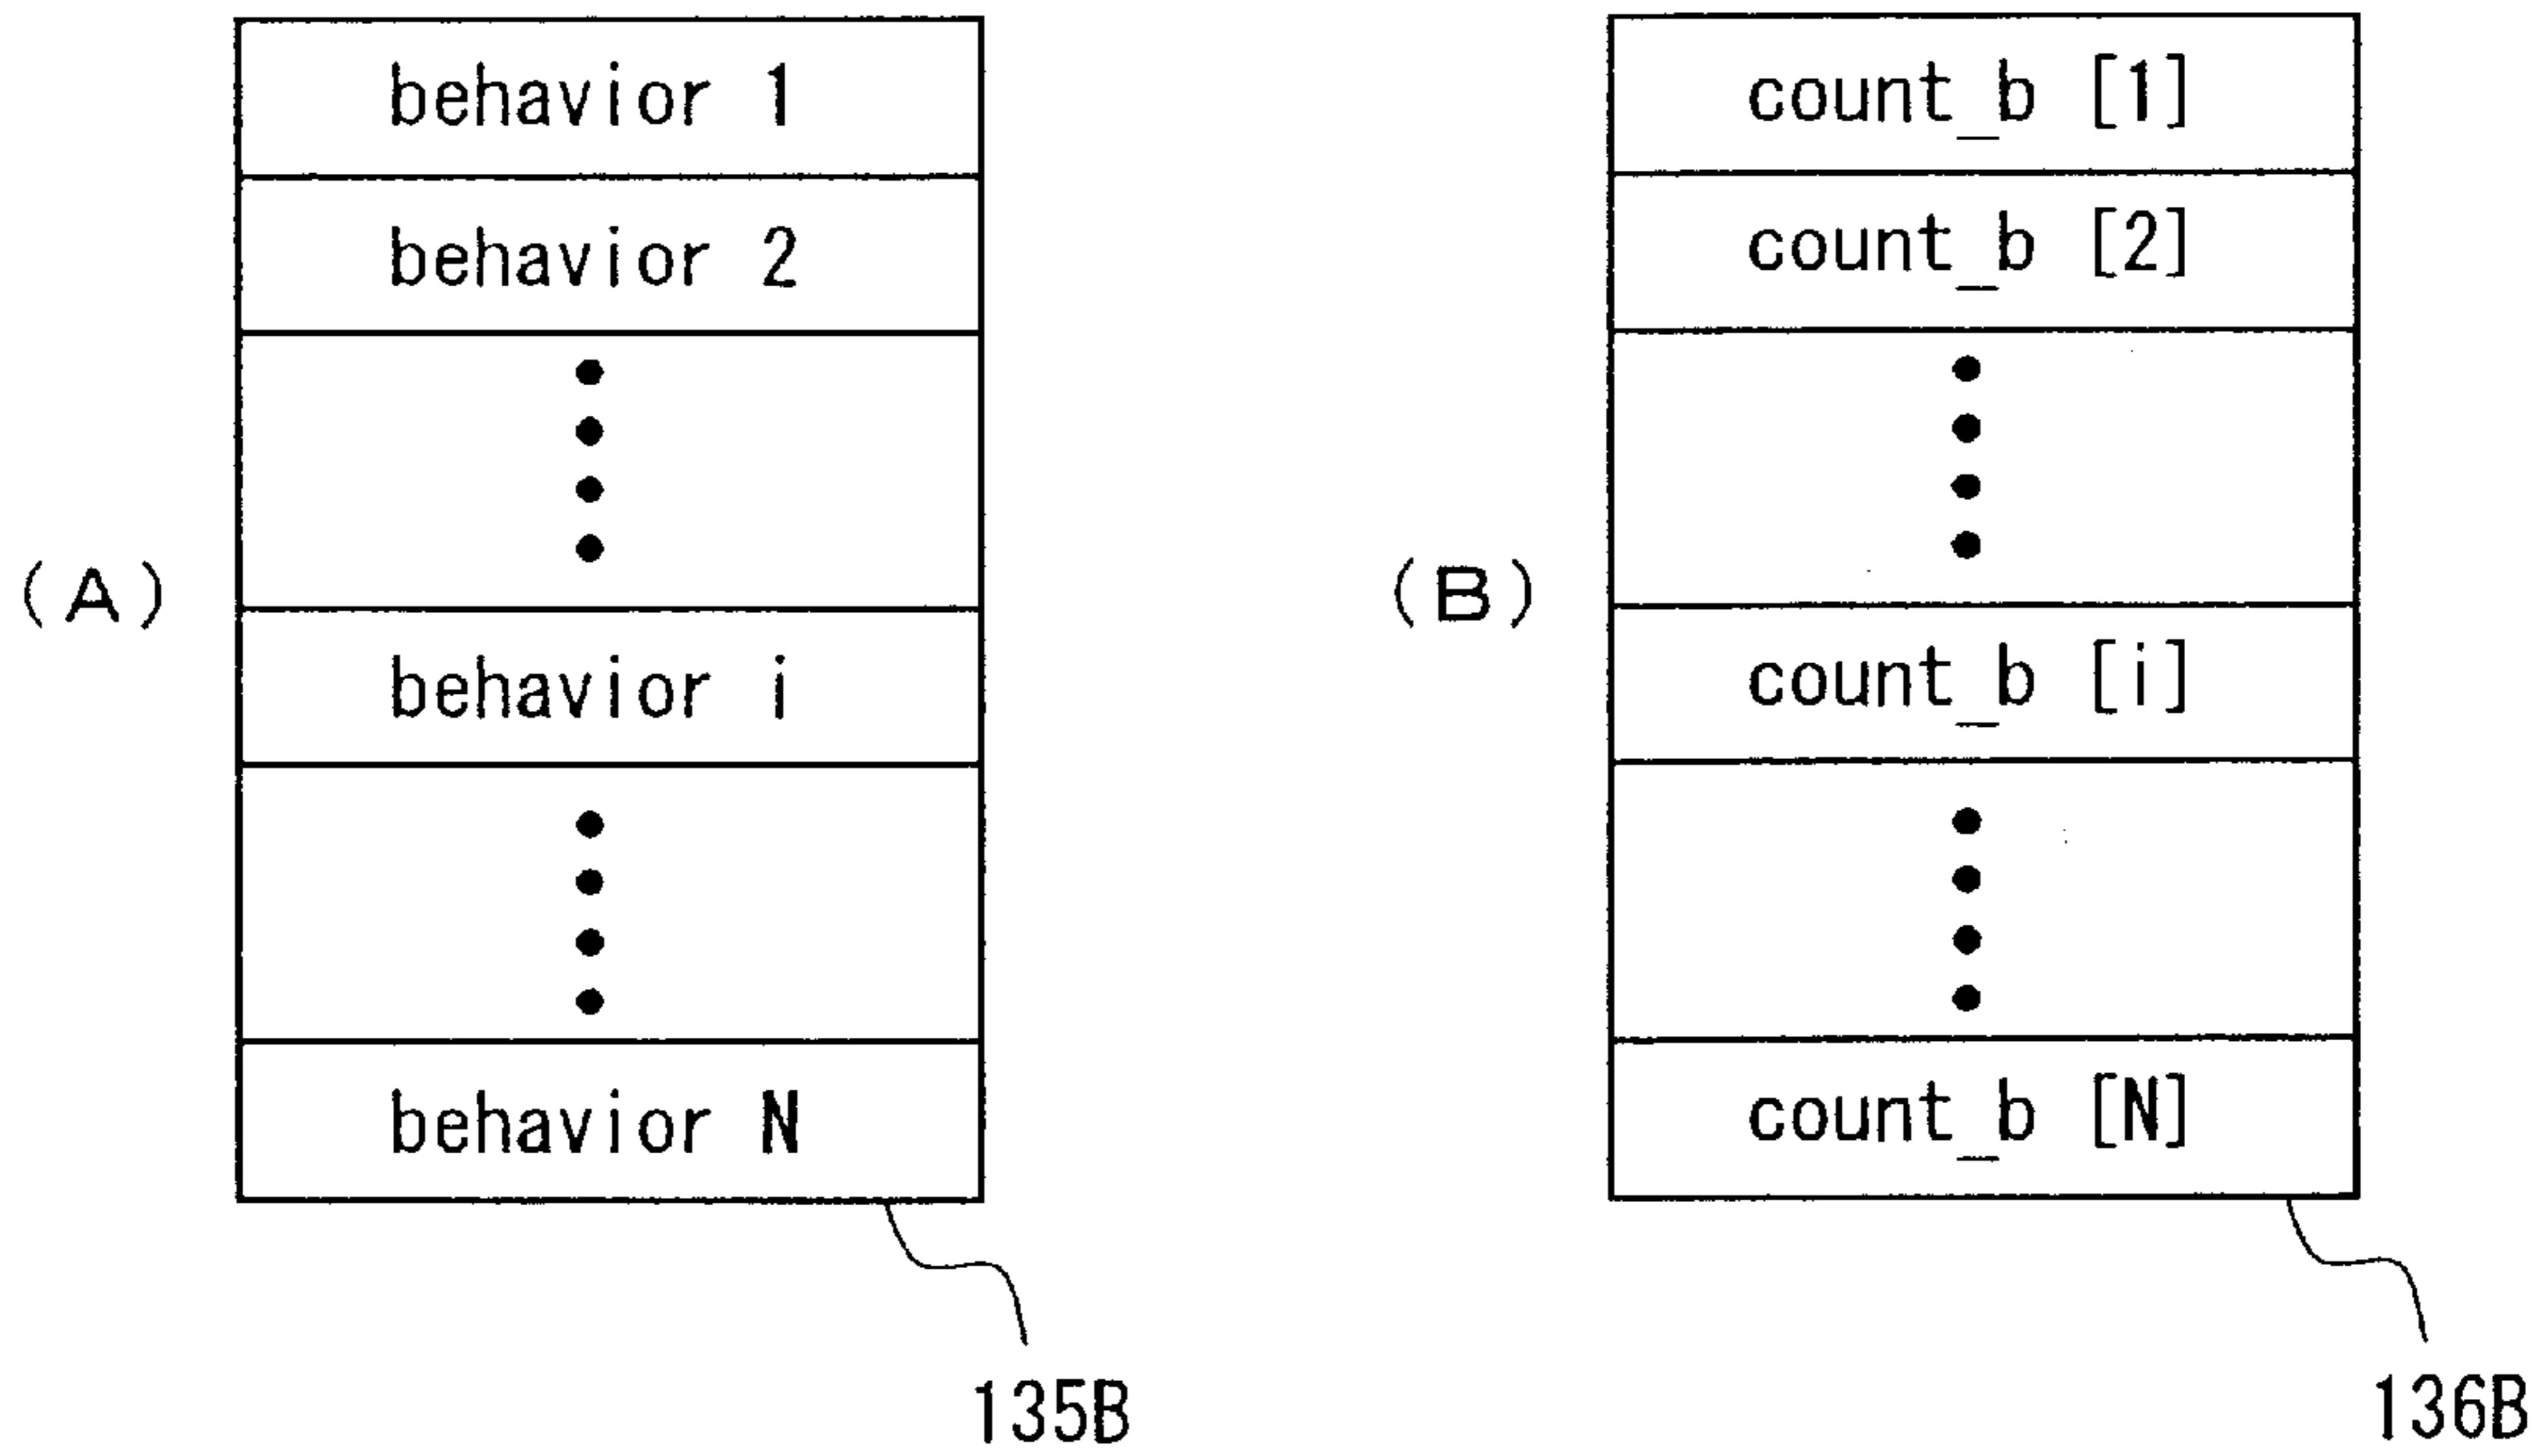 (A)
behavior 1
behavior 2
behavior i
behavior N
135B
(B)
count_b [1]
count_b [2]
count_b [i]
count_b [N]
136B